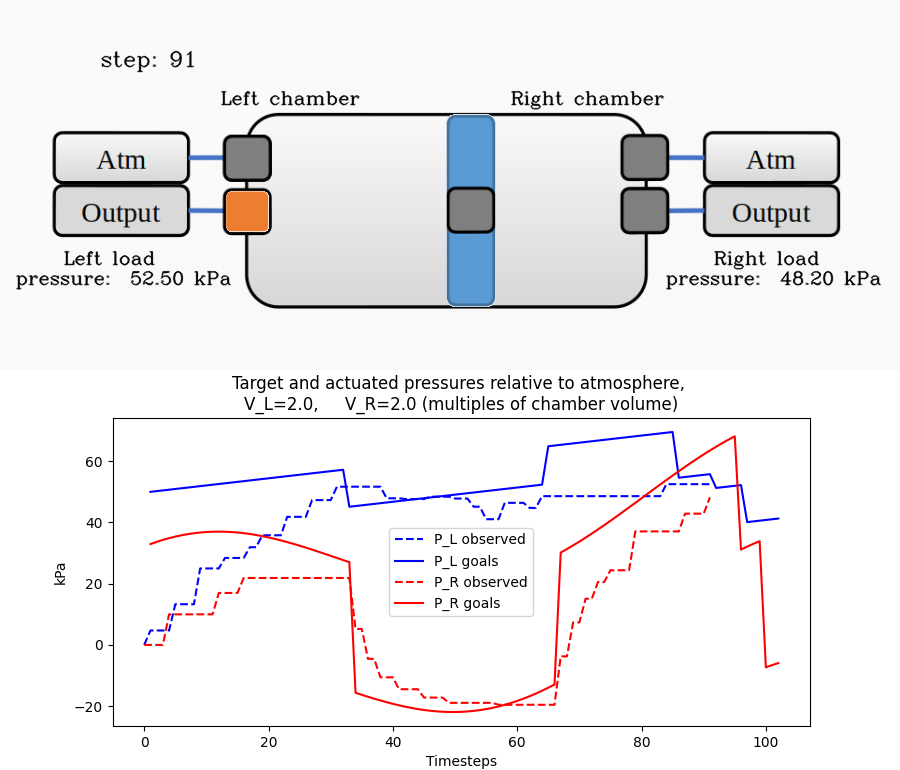 step: 91
Left chamber
Right chamber
Atm
Atm
Output
Output
Left load
pressure: 52.50 kPa
Right load
pressure: 48.20 kPa
Target and actuated pressures relative to atmosphere,
V_L=2.0, V_R=2.0 (multiples of chamber volume)
60
40
20
0
−20
kPa
P_L observed
P_L goals
P_R observed
P_R goals
0 20 40 60 80 100
Timesteps